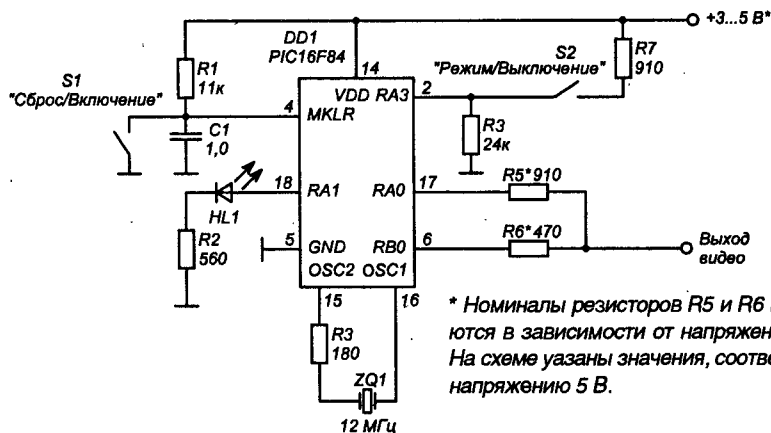 +3...5 В*
DD1
PIC16F84
S1
"Сброс/Включение"
R1
11к
14
S2
"Режим/Выключение"
R7
910
VDD
RA3
2
4
MKLR
C1
1,0
R3
24к
18
RA1
HL1
RA0
17
R5* 910
R2
560
5
GND
RB0
6
R6* 470
Выход
видео
OSC2
OSC1
15
16
R3
180
ZQ1
12 МГц
* Номиналы резисторов R5 и R6
ются в зависимости от напряжен
На схеме уазаны значения, соотве
напряжению 5 В.